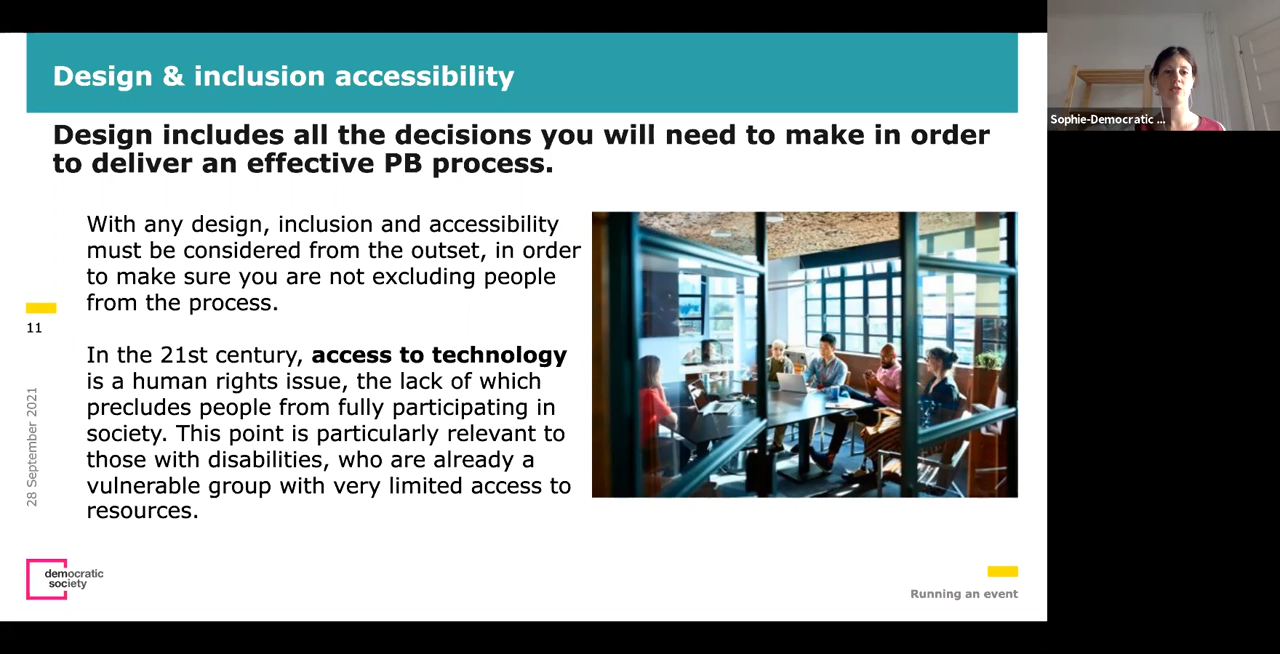 Design & inclusion accessibility
Design includes all the decisions you will need to make in order
to deliver an effective PB process.
With any design, inclusion and accessibility
must be considered from the outset, in order
to make sure you are not excluding people
from the process.
In the 21st century, access to technology
is a human rights issue, the lack of which
precludes people from fully participating in
society. This point is particularly relevant to
those with disabilities, who are already a
vulnerable group with very limited access to
resources.
11
28 September 2021
democratic
society
Running an event
Sophie-Democratic ...